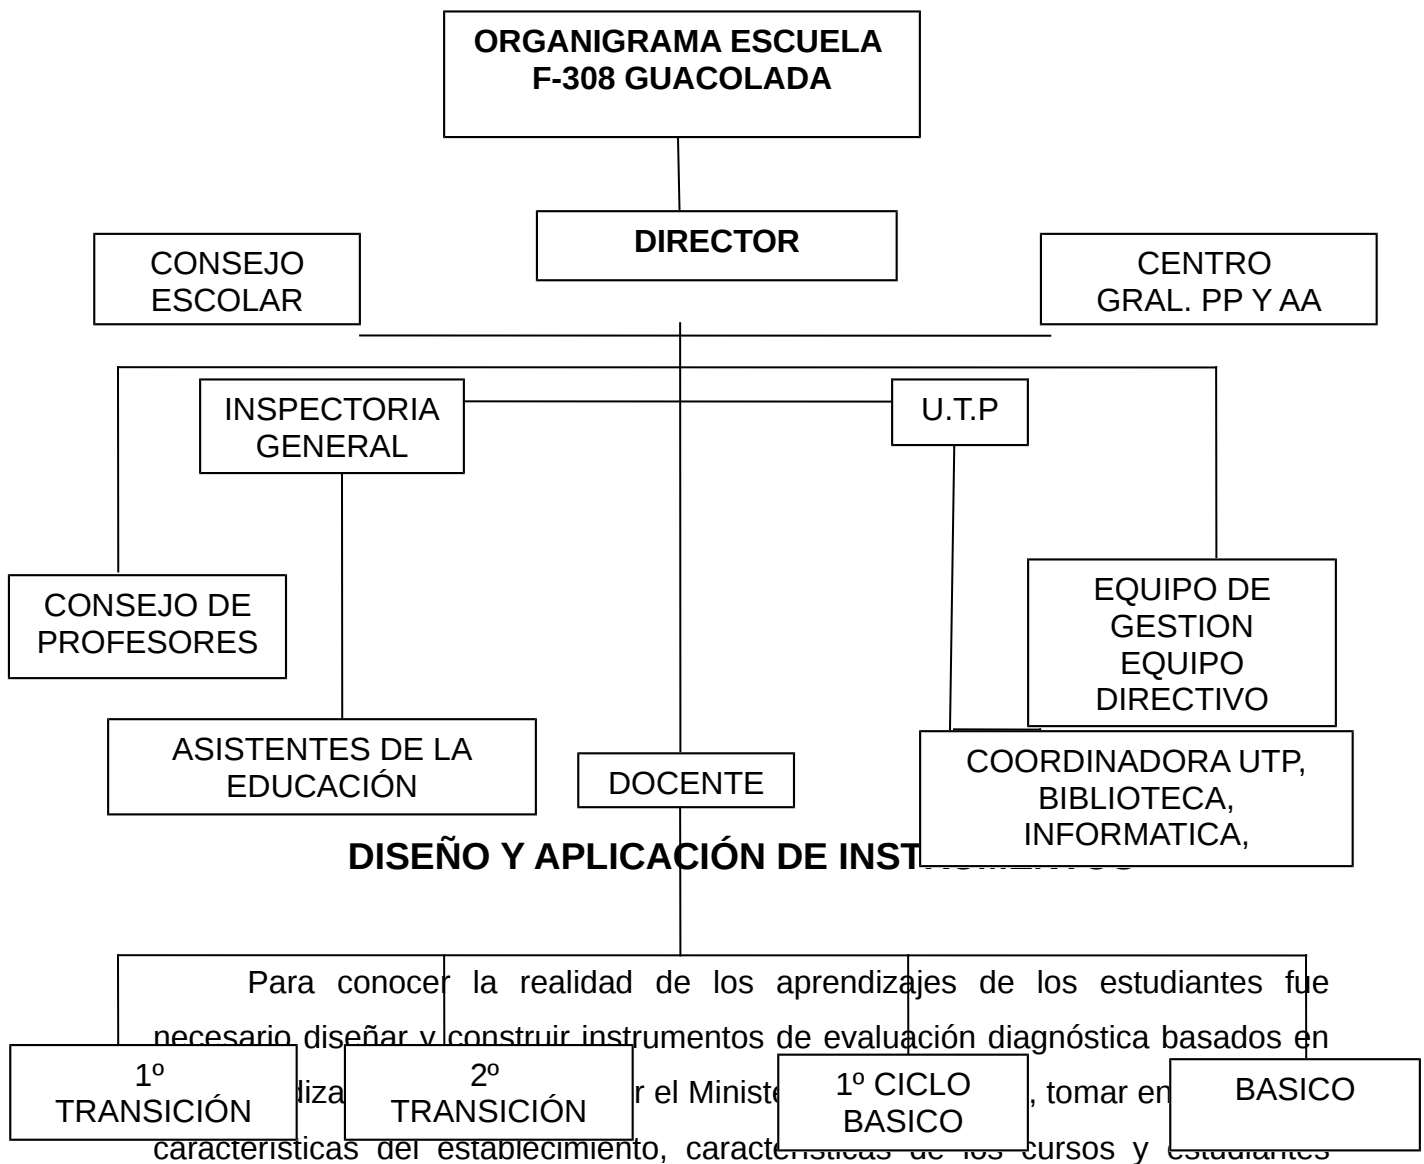 ORGANIGRAMA ESCUELA
F-308 GUACOLADA
DIRECTOR
CONSEJO
ESCOLAR
CENTRO
GRAL. PP Y AA
INSPECTORIA
GENERAL
U.T.P
CONSEJO DE
PROFESORES
EQUIPO DE
GESTION
EQUIPO
DIRECTIVO
ASISTENTES DE LA
EDUCACIÓN
DOCENTE
COORDINADORA UTP,
BIBLIOTECA,
INFORMATICA,
DISEÑO Y APLICACIÓN DE
Para conocer la realidad de los aprendizajes de los estudiantes fue
necesario diseñar y construir instrumentos de evaluación diagnóstica basados en
el , tomar en
características del establecimiento, de los cursos y estudiantes
1º
TRANSICIÓN
2º
TRANSICIÓN
1º CICLO
BASICO
BASICO